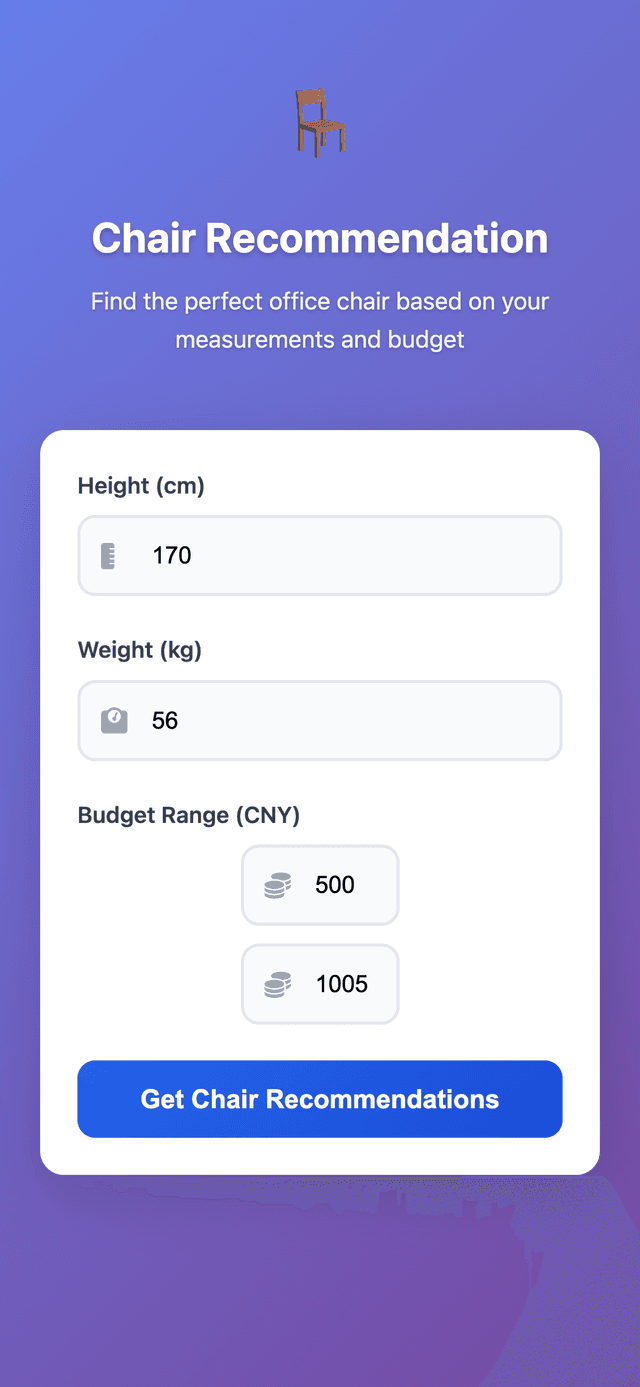 Chair Recommendation
Find the perfect office chair based on your
measurements and budget
Height (cm)
170
Weight (kg)
56
Budget Range (CNY)
500
1005
Get Chair Recommendations